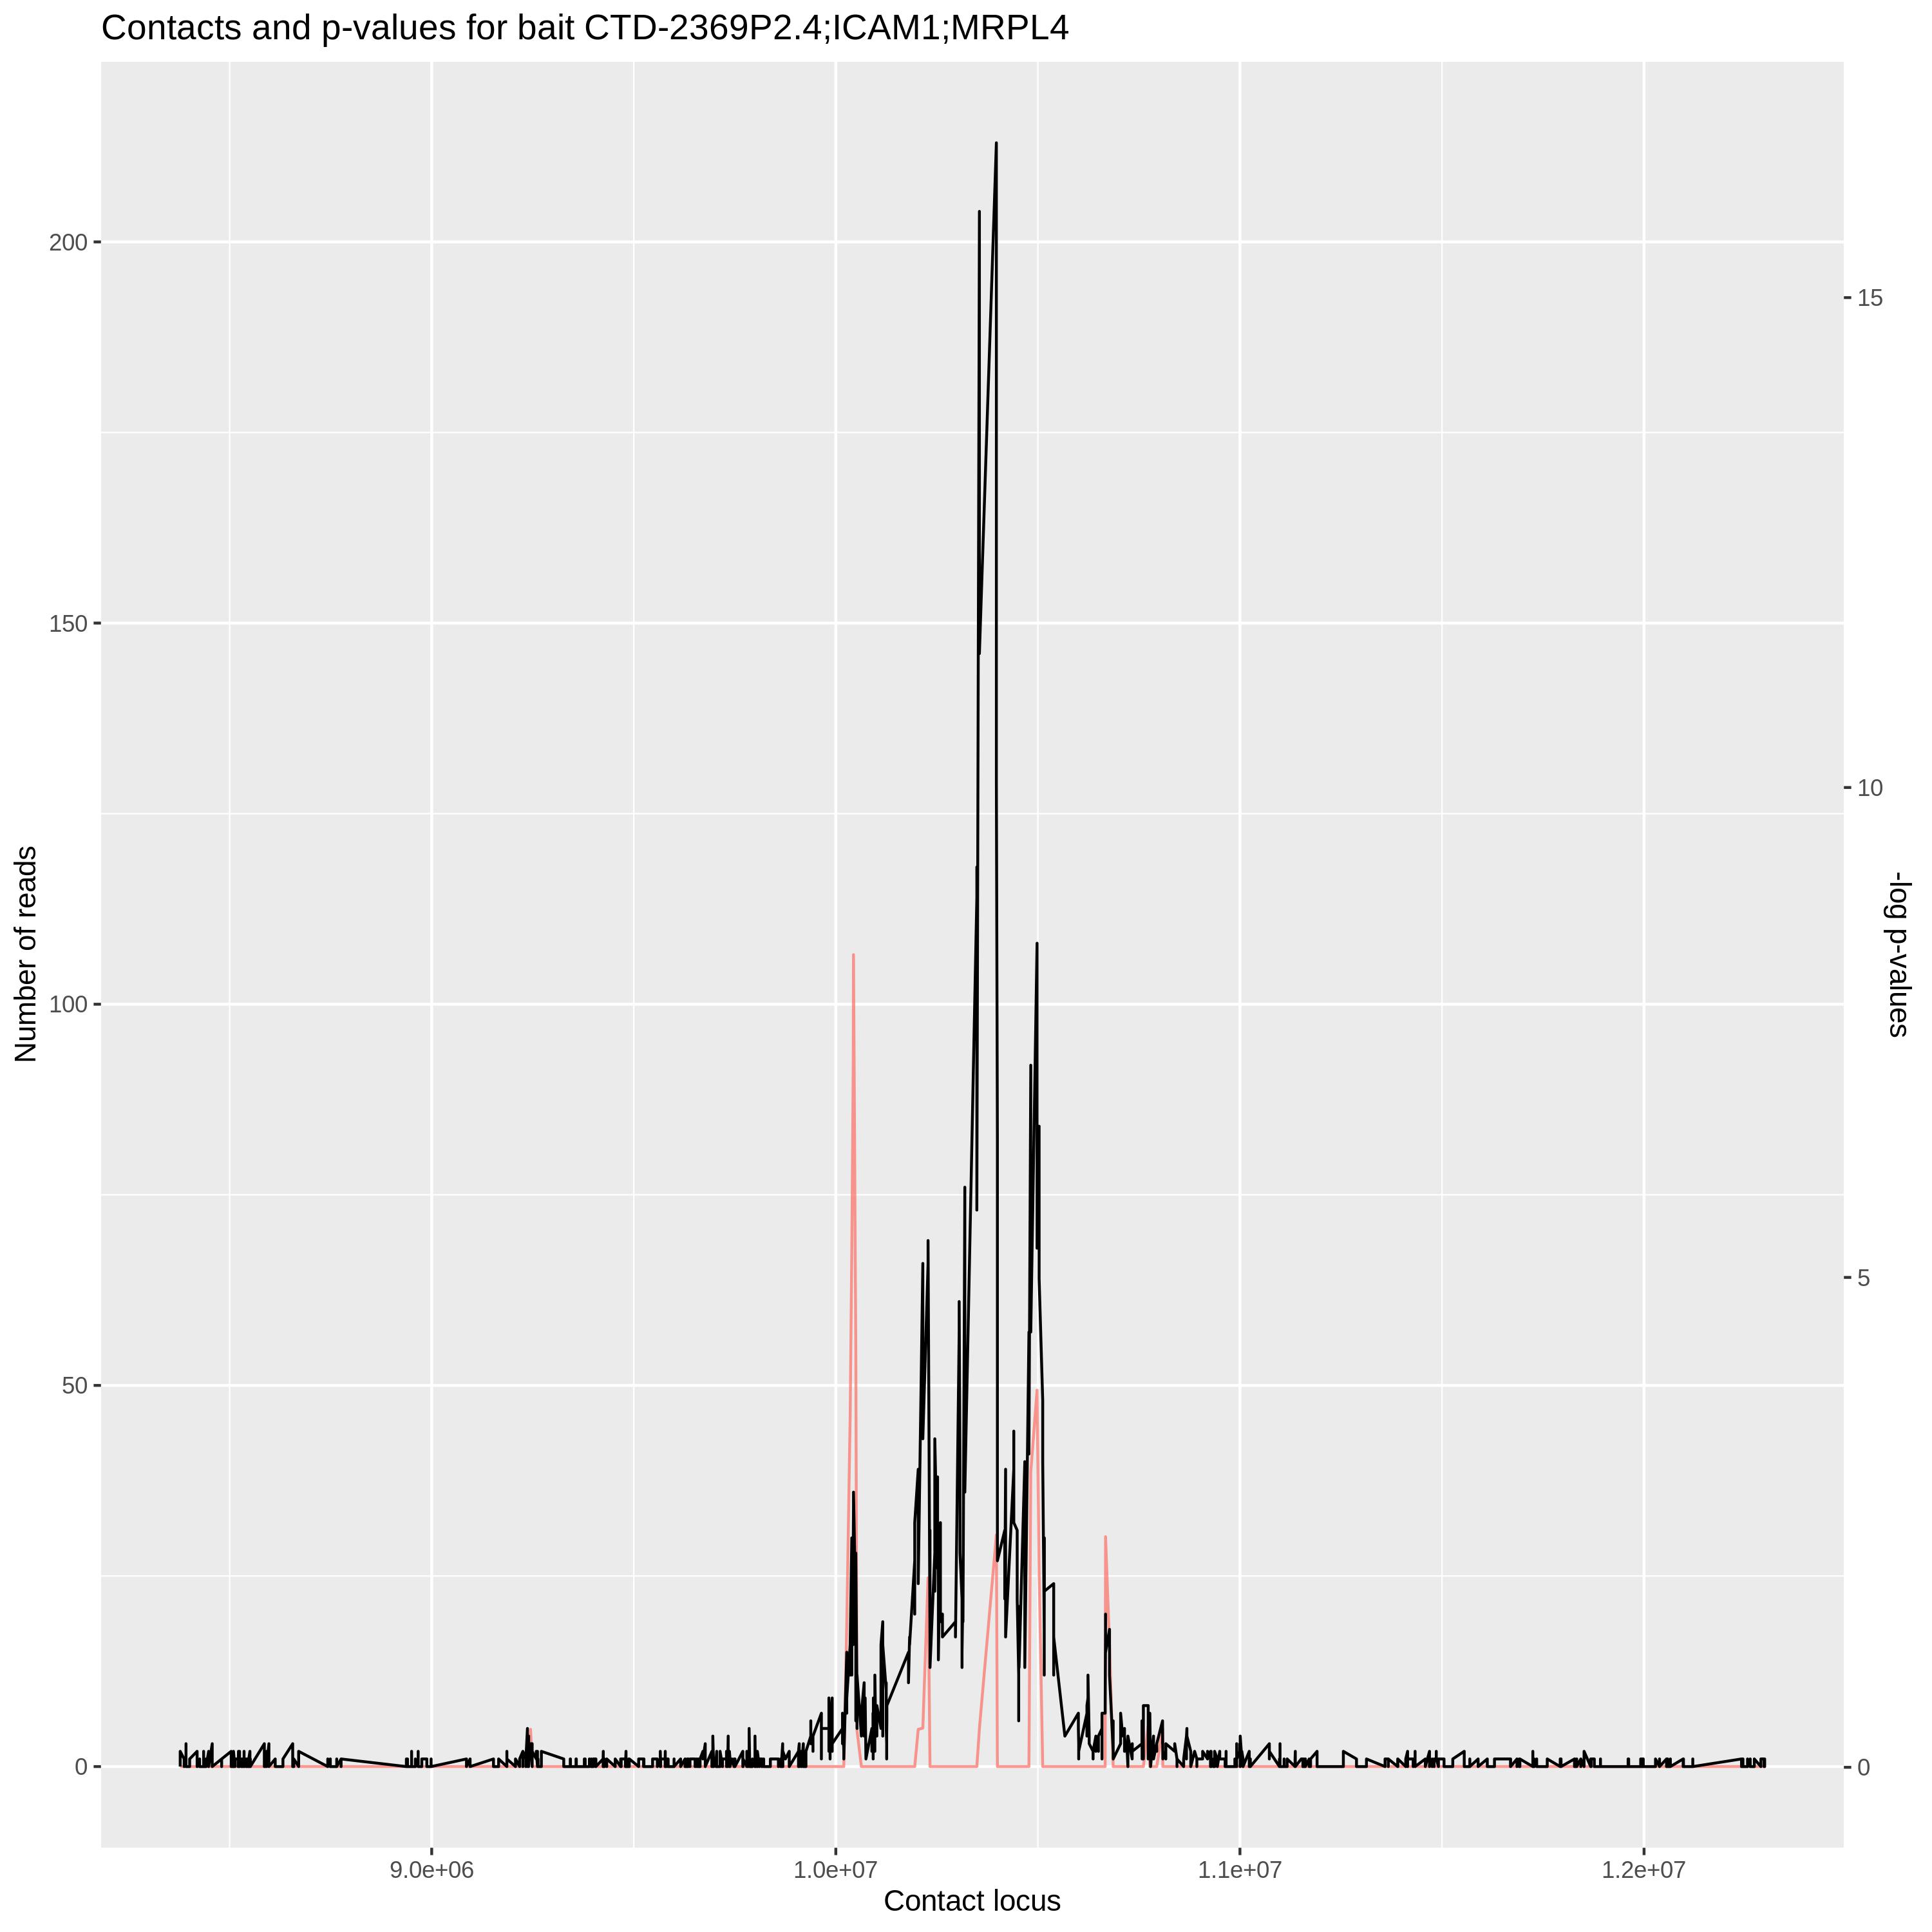 Contacts and p-values for bait CTD-2369P2.4;ICAM1;MRPL4
200
150
100
50
0
Number of reads
15
10
5
0
-log p-values
9.0e+06
1.0e+07
1.1e+07
1.2e+07
Contact locus